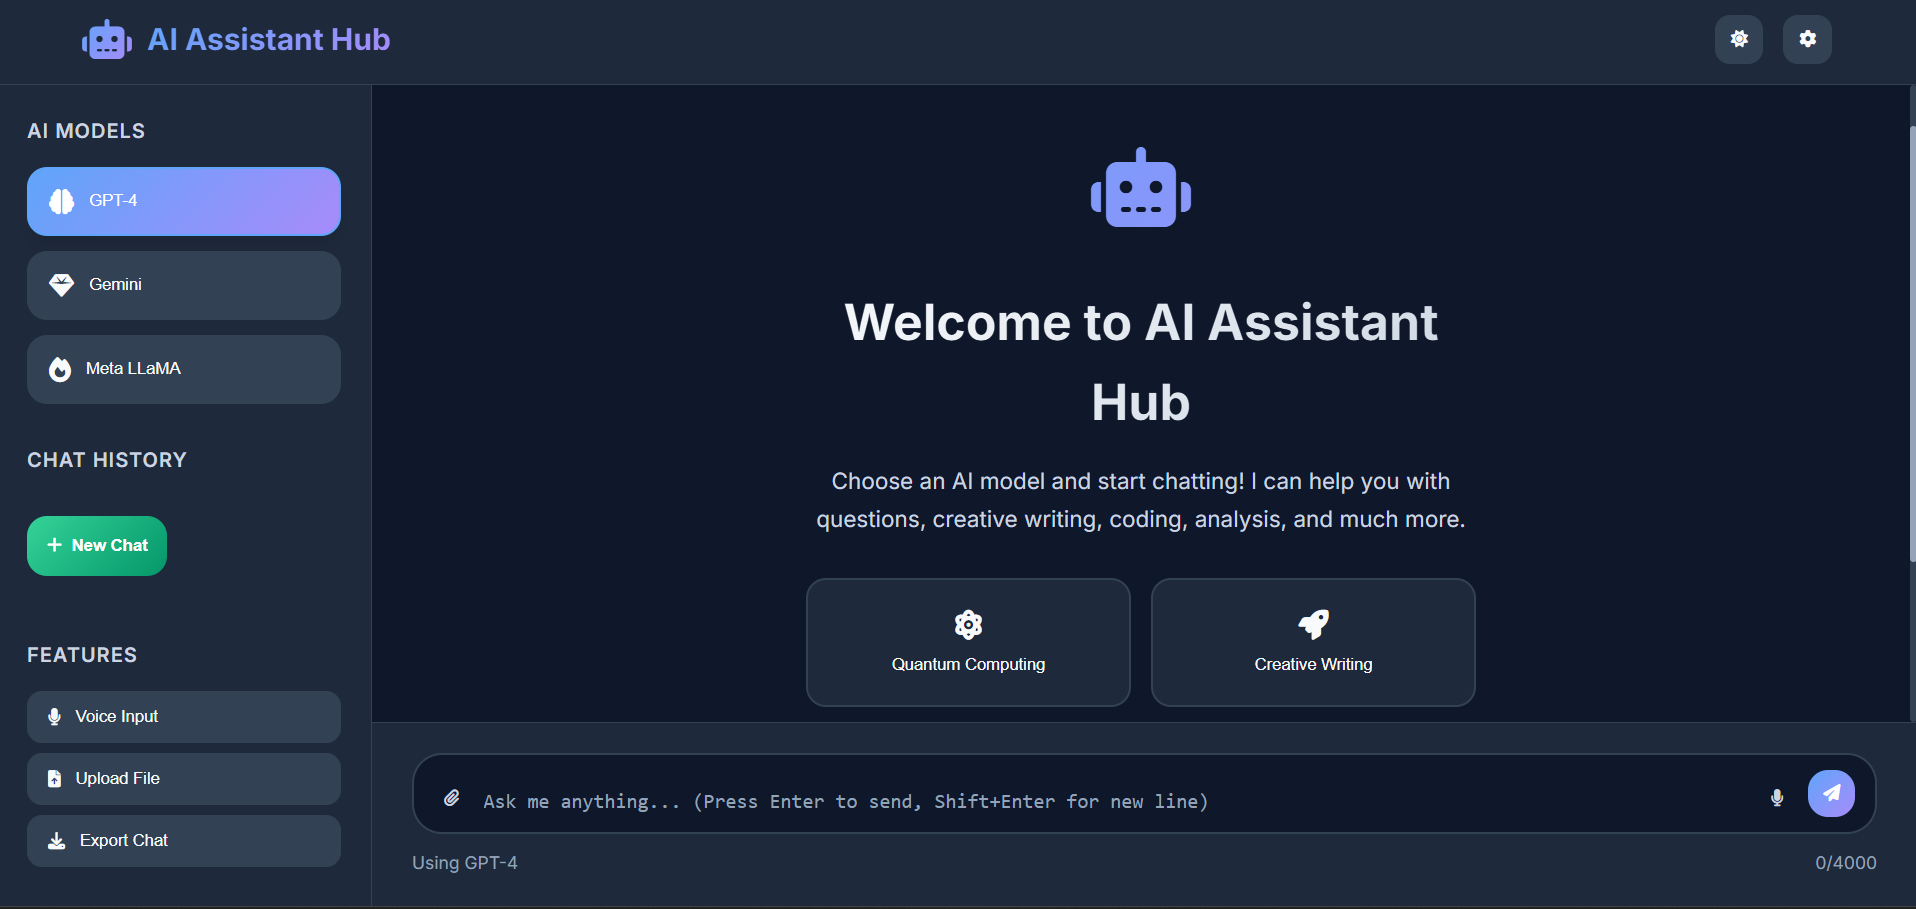 AI Assistant Hub
AI MODELS
GPT-4
Gemini
Meta LLaMA
CHAT HISTORY
New Chat
FEATURES
Voice Input
Upload File
Export Chat
Welcome to AI Assistant
Hub
Choose an AI model and start chatting! I can help you with
questions, creative writing, coding, analysis, and much more.
Quantum Computing
Creative Writing
Ask me anything... (Press Enter to send, Shift+Enter for new line)
Using GPT-4
0/4000